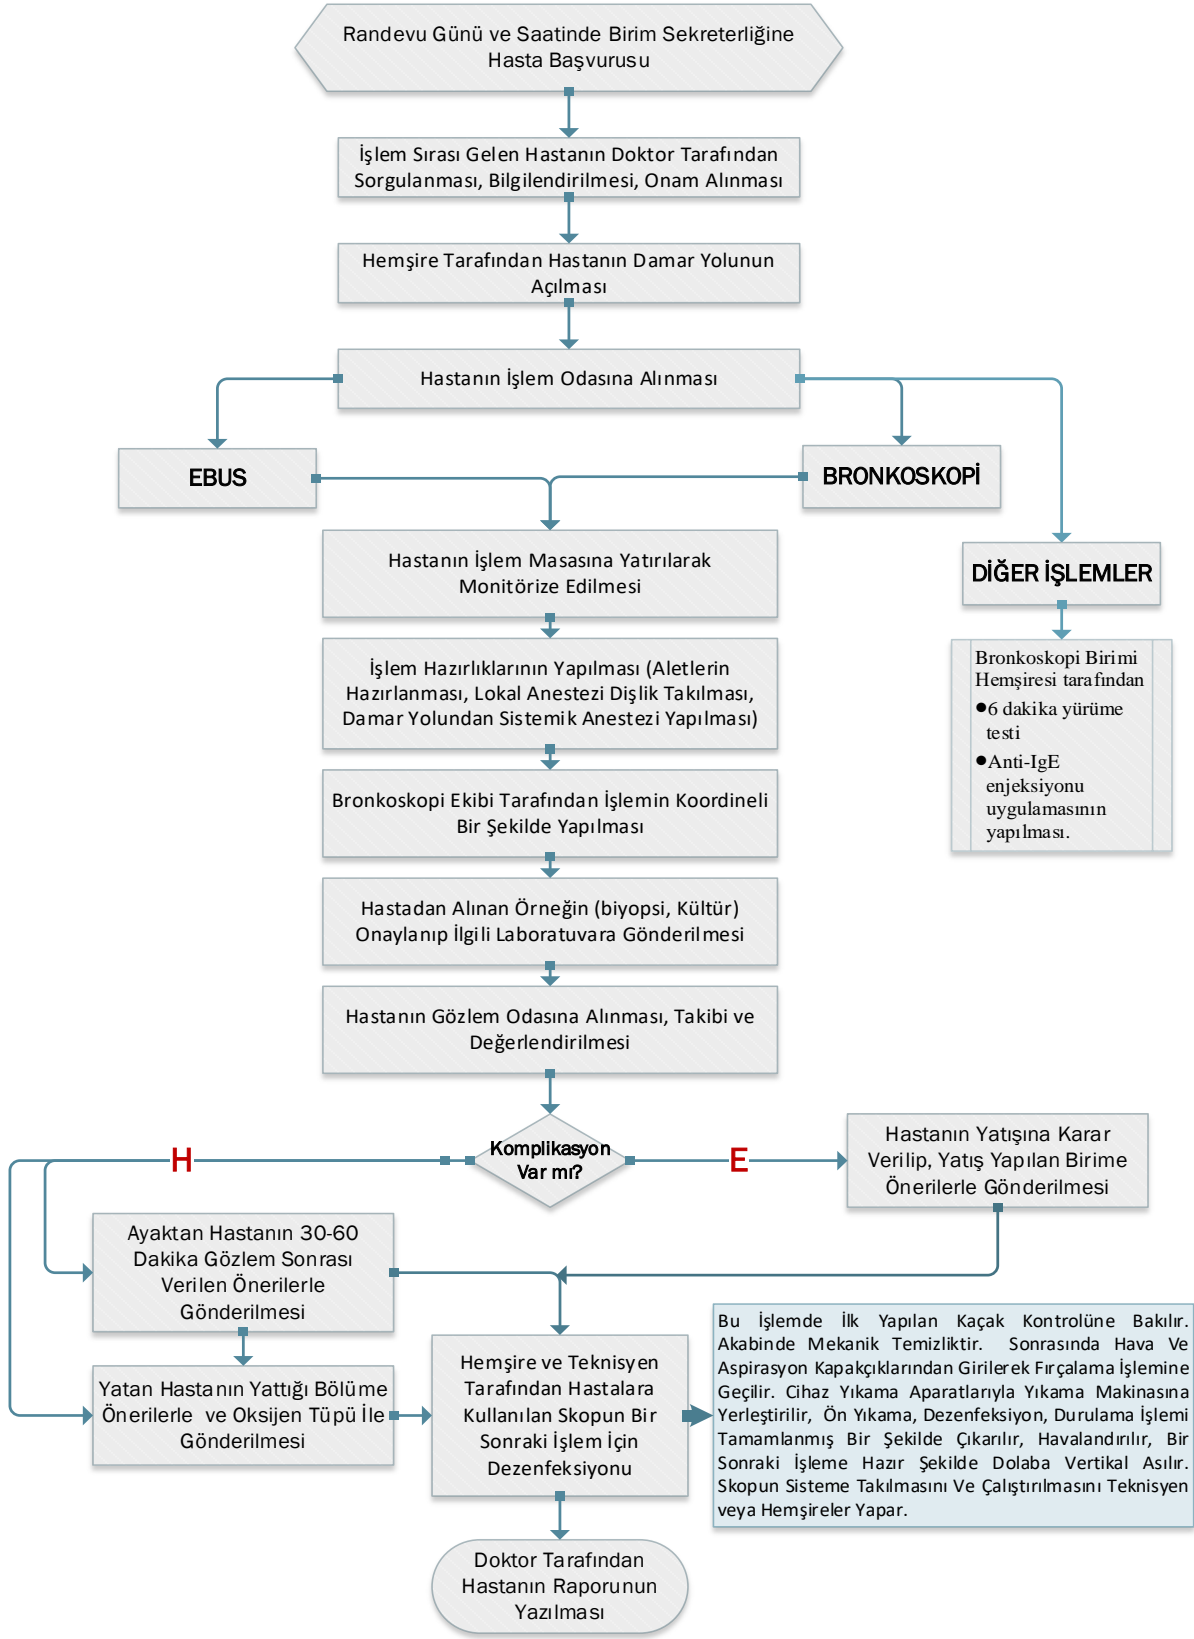 Randevu Günü ve Saatinde Birim Sekreterliğine
Hasta Başvurusu
İşlem Sırası Gelen Hastanın Doktor Tarafından
Sorgulanması, Bilgilendirilmesi, Onam Alınması
Hemşire Tarafından Hastanın Damar Yolunun
Açılması
Hastanın İşlem Odasına Alınması
EBUS
BRONKOSKOPİ
Hastanın İşlem Masasına Yatırılarak
Monitörize Edilmesi
DİĞER İŞLEMLER
İşlem Hazırlıklarının Yapılması (Aletlerin
Hazırlanması, Lokal Anestezi Dişlik Takılması,
Damar Yolundan Sistemik Anestezi Yapılması)
Bronkoskopi Birimi
Hemşiresi tarafından
●6 dakika yürüme
testi
●Anti-IgE
enjeksiyonu
uygulamasının
yapılması.
Bronkoskopi Ekibi Tarafından İşlemin Koordineli
Bir Şekilde Yapılması
Hastadan Alınan Örneğin (biyopsi, Kültür)
Onaylanıp İlgili Laboratuvara Gönderilmesi
Hastanın Gözlem Odasına Alınması, Takibi ve
Değerlendirilmesi
Komplikasyon
Var mı?
H
E
Hastanın Yatışına Karar
Verilip, Yatış Yapılan Birime
Önerilerle Gönderilmesi
Ayaktan Hastanın 30-60
Dakika Gözlem Sonrası
Verilen Önerilerle
Gönderilmesi
Yatan Hastanın Yattığı Bölüme
Önerilerle ve Oksijen Tüpü İle
Gönderilmesi
Hemşire ve Teknisyen
Tarafından Hastalara
Kullanılan Skopun Bir
Sonraki İşlem İçin
Dezenfeksiyonu
Bu İşlemde İlk Yapılan Kaçak Kontrolüne Bakılır.
Akabinde Mekanik Temizliktir. Sonrasında Hava Ve
Aspirasyon Kapakçıklarından Girilerek Fırçalama İşlemine
Geçilir. Cihaz Yıkama Aparatlarıyla Yıkama Makinasına
Yerleştirilir, Ön Yıkama, Dezenfeksiyon, Durulama İşlemi
Tamamlanmış Bir Şekilde Çıkarılır, Havalandırılır, Bir
Sonraki İşleme Hazır Şekilde Dolaba Vertikal Asılır.
Skopun Sisteme Takılmasını Ve Çalıştırılmasını Teknisyen
veya Hemşireler Yapar.
Doktor Tarafından
Hastanın Raporunun
Yazılması